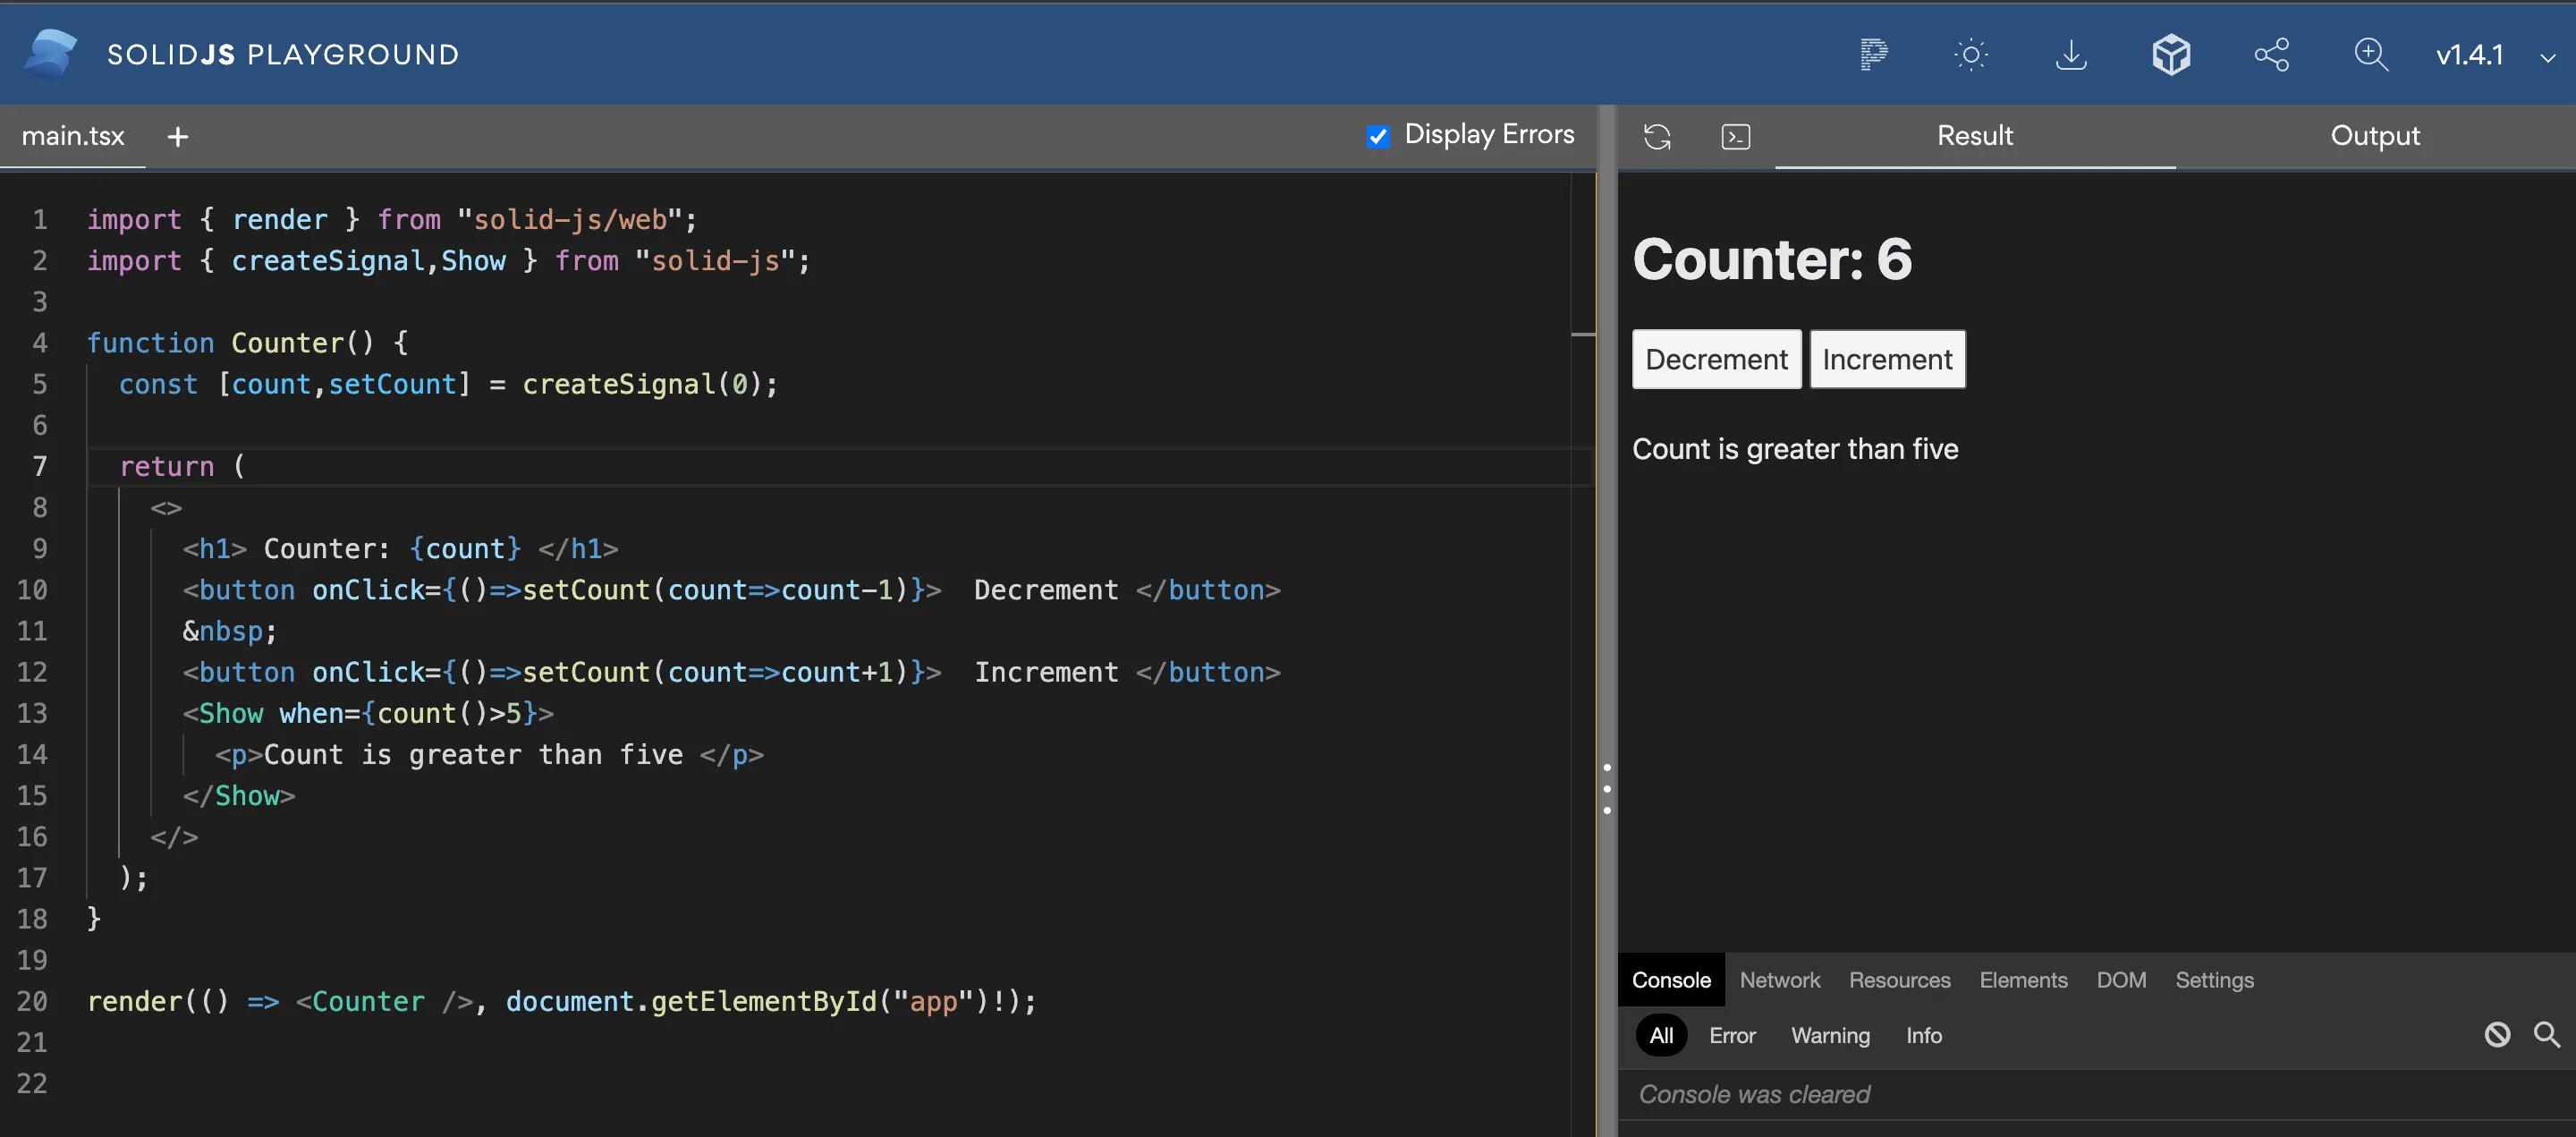 SOLIDJS PLAYGROUND
v1.4.1
main.tsx
+
Display Errors
Result
Output
1 import { render } from "solid-js/web";
2 import { createSignal,Show } from "solid-js";
3
4 function Counter() {
5 const [count,setCount] = createSignal(0);
6
7 return (
8 <>
9 <h1> Counter: {count} </h1>
10 <button onClick={()=>setCount(count=>count-1)}>  Decrement </button>
11 &nbsp;
12 <button onClick={()=>setCount(count=>count+1)}>  Increment </button>
13 <Show when={count()>5}>
14 <p>Count is greater than five </p>
15 </Show>
16 </>
17 );
18 }
19
20 render(() => <Counter />, document.getElementById("app")!);
21
22
Counter: 6
Decrement
Increment
Count is greater than five
Console
Network
Resources
Elements
DOM
Settings
All
Error
Warning
Info
Console was cleared